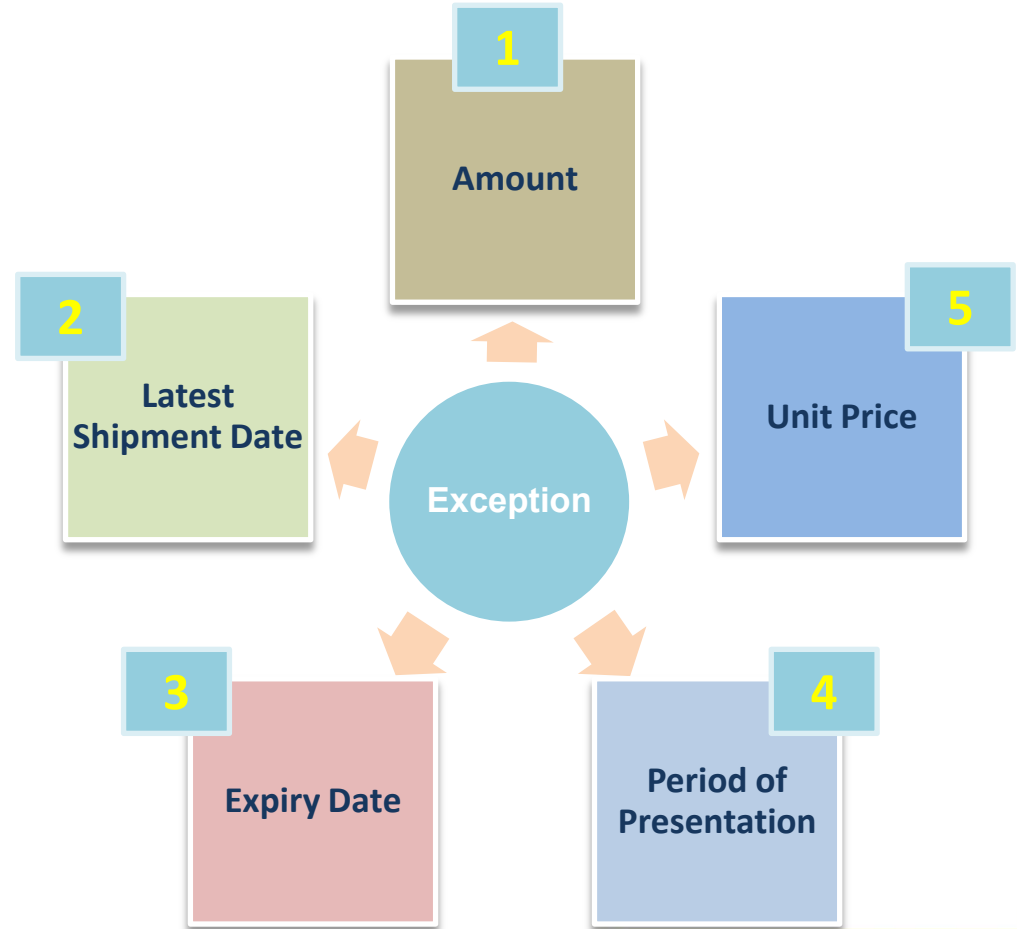 1
Amount
2
Latest
Shipment Date
5
Unit Price
Exception
3
Expiry Date
4
Period of
Presentation